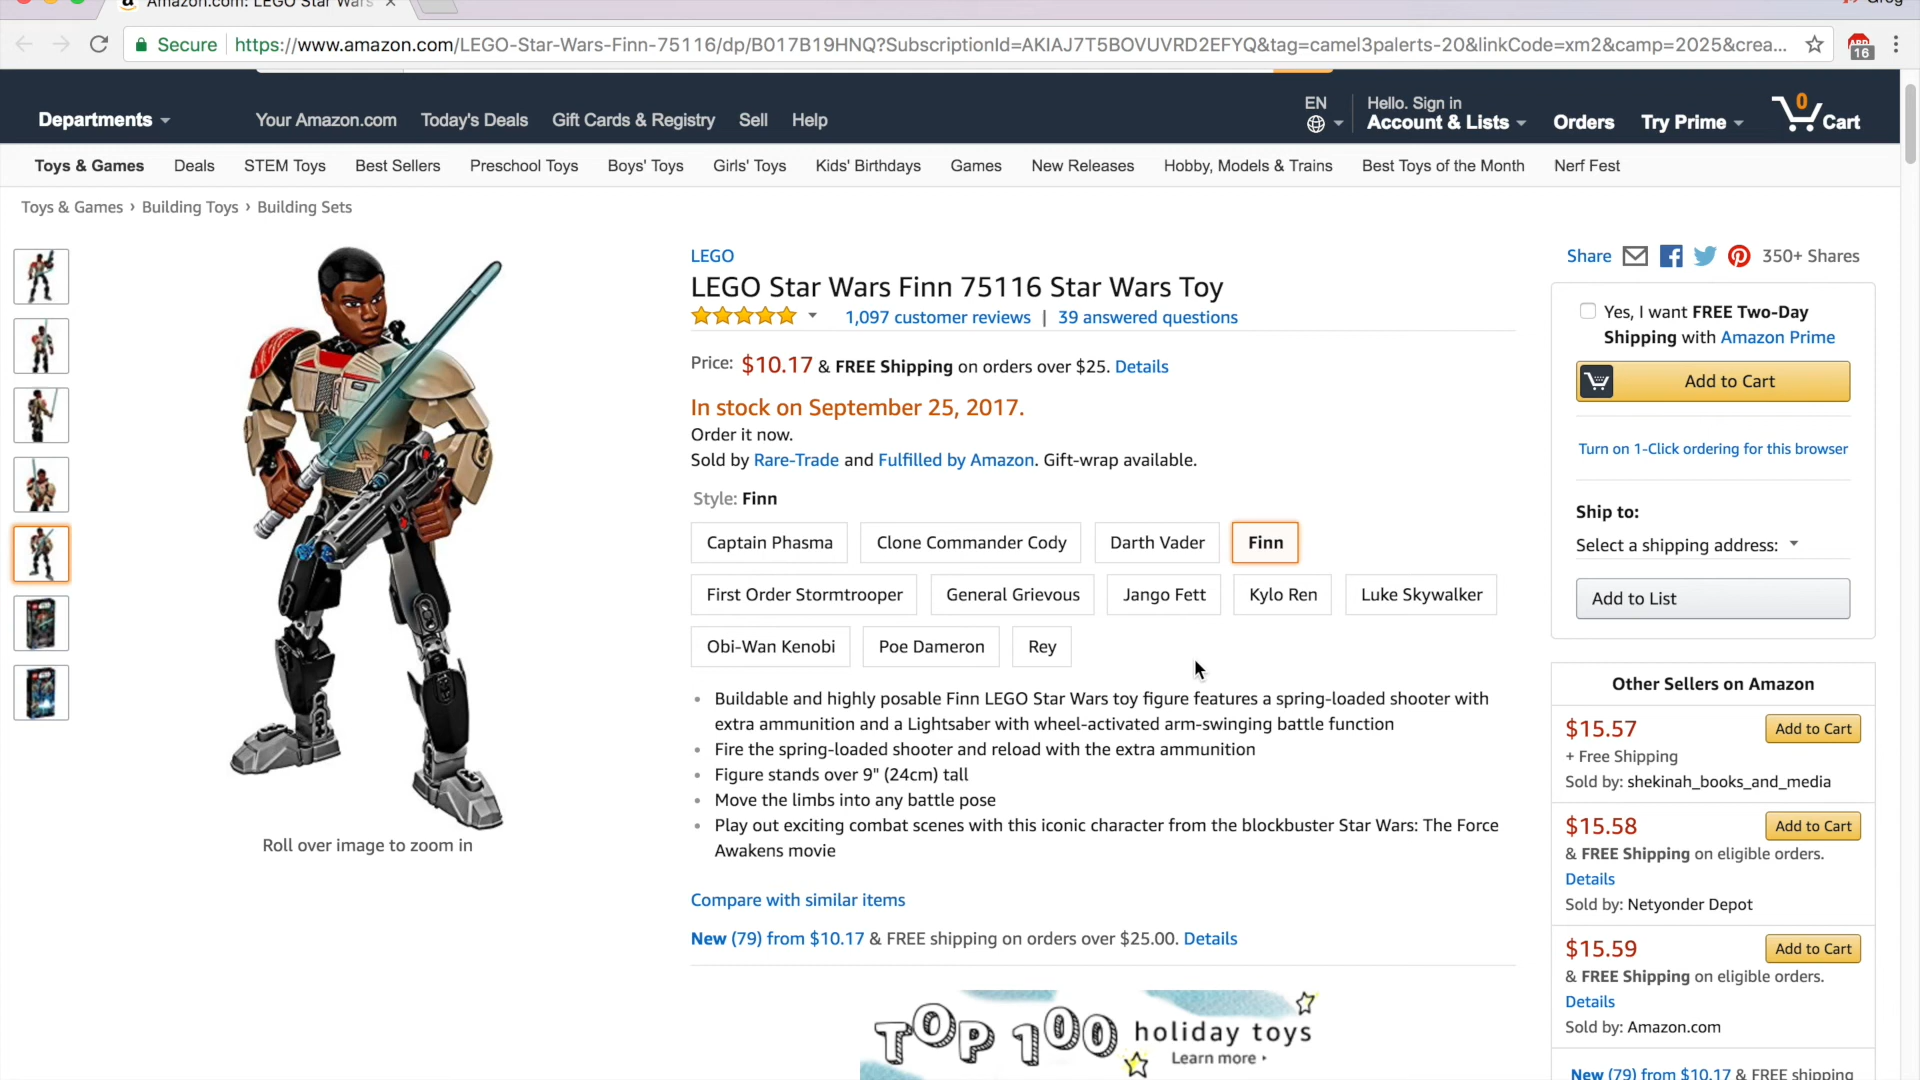 Amazon.com: LEGO Star Wars
Secure
https://www.amazon.com/LEGO-Star-Wars-Finn-75116/dp/B017B19HNQ?SubscriptionId=AKIAJ7T5BOVUVRD2EFYQ&tag=camel3palerts-20&linkCode=xm2&camp=2025&crea...
16
Departments
Your Amazon.com
Today's Deals
Gift Cards & Registry
Sell
Help
EN
Hello. Sign in
Account & Lists
Orders
Try Prime
0
Cart
Toys & Games
Deals
STEM Toys
Best Sellers
Preschool Toys
Boys' Toys
Girls' Toys
Kids' Birthdays
Games
New Releases
Hobby, Models & Trains
Best Toys of the Month
Nerf Fest
Toys & Games › Building Toys › Building Sets
Roll over image to zoom in
LEGO
LEGO Star Wars Finn 75116 Star Wars Toy
1,097 customer reviews | 39 answered questions
Price: $10.17 & FREE Shipping on orders over $25. Details
In stock on September 25, 2017.
Order it now.
Sold by Rare-Trade and Fulfilled by Amazon. Gift-wrap available.
Style: Finn
Captain Phasma
Clone Commander Cody
Darth Vader
Finn
First Order Stormtrooper
General Grievous
Jango Fett
Kylo Ren
Luke Skywalker
Obi-Wan Kenobi
Poe Dameron
Rey
• Buildable and highly posable Finn LEGO Star Wars toy figure features a spring-loaded shooter with
extra ammunition and a Lightsaber with wheel-activated arm-swinging battle function
• Fire the spring-loaded shooter and reload with the extra ammunition
• Figure stands over 9" (24cm) tall
• Move the limbs into any battle pose
• Play out exciting combat scenes with this iconic character from the blockbuster Star Wars: The Force
Awakens movie
Compare with similar items
New (79) from $10.17 & FREE shipping on orders over $25.00. Details
TOP 100 holiday toys
Learn more
Share
350+ Shares
Yes, I want FREE Two-Day
Shipping with Amazon Prime
Add to Cart
Turn on 1-Click ordering for this browser
Ship to:
Select a shipping address:
Add to List
Other Sellers on Amazon
$15.57
Add to Cart
+ Free Shipping
Sold by: shekinah_books_and_media
$15.58
Add to Cart
& FREE Shipping on eligible orders.
Details
Sold by: Netyonder Depot
$15.59
Add to Cart
& FREE Shipping on eligible orders.
Details
Sold by: Amazon.com
New (79) from $10.17 & FREE shipping